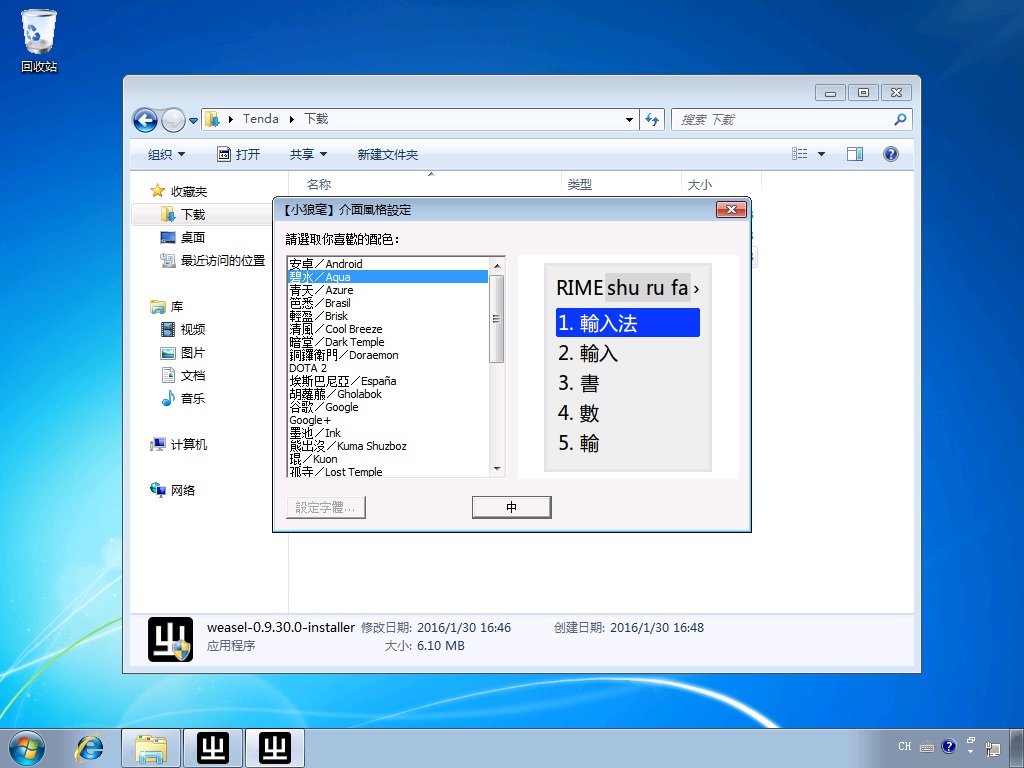 回收站
Tenda 下载
搜索 下载
组织 打开 共享 新建文件夹
收藏夹
下载
桌面
最近访问的位置
库
视频
图片
文档
音乐
计算机
网络
名称 类型 大小
【小狼毫】介面風格設定
請選取你喜歡的配色：
安卓／Android
碧水／Aqua
青天／Azure
芭悉／Brasil
輕盈／Brisk
清風／Cool Breeze
暗堂／Dark Temple
銅鑼衛門／Doraemon
DOTA 2
埃斯巴尼亞／España
胡蘿蔔／Gholabok
谷歌／Google
Google+
墨池／Ink
熊出沒／Kuma Shuzboz
琨／Kuon
孤寺／Lost Temple
RIME shu ru fa ›
1. 輸入法
2. 輸入
3. 書
4. 數
5. 輸
設定字體...
中
weasel-0.9.30.0-installer 修改日期: 2016/1/30 16:46 创建日期: 2016/1/30 16:48
应用程序 大小: 6.10 MB
CH